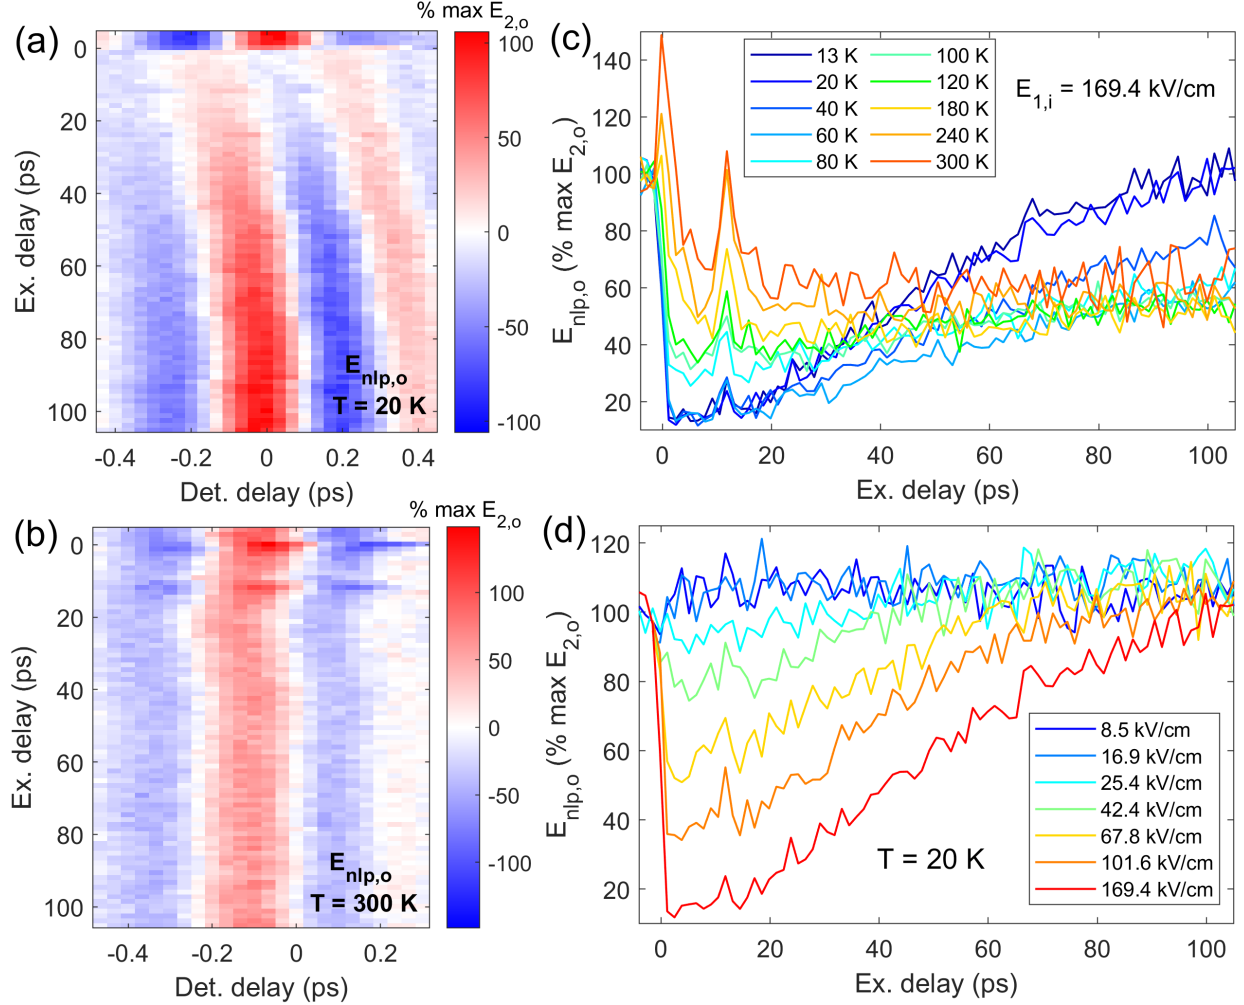 (a)
% max E2,o
0
20
40
60
80
100
Ex. delay (ps)
-0.4
-0.2
0
0.2
0.4
Det. delay (ps)
Enlp,o
T = 20 K
100
50
0
-50
-100
(b)
% max E2,o
0
20
40
60
80
100
Ex. delay (ps)
-0.4
-0.2
0
0.2
Det. delay (ps)
Enlp,o
T = 300 K
100
50
0
-50
-100
(c)
140
120
100
80
60
40
20
Enlp,o (% max E2,o)
13 K
20 K
40 K
60 K
80 K
100 K
120 K
180 K
240 K
300 K
E1,i = 169.4 kV/cm
0
20
40
60
80
100
Ex. delay (ps)
(d)
120
100
80
60
40
20
Enlp,o (% max E2,o)
T = 20 K
8.5 kV/cm
16.9 kV/cm
25.4 kV/cm
42.4 kV/cm
67.8 kV/cm
101.6 kV/cm
169.4 kV/cm
0
20
40
60
80
100
Ex. delay (ps)